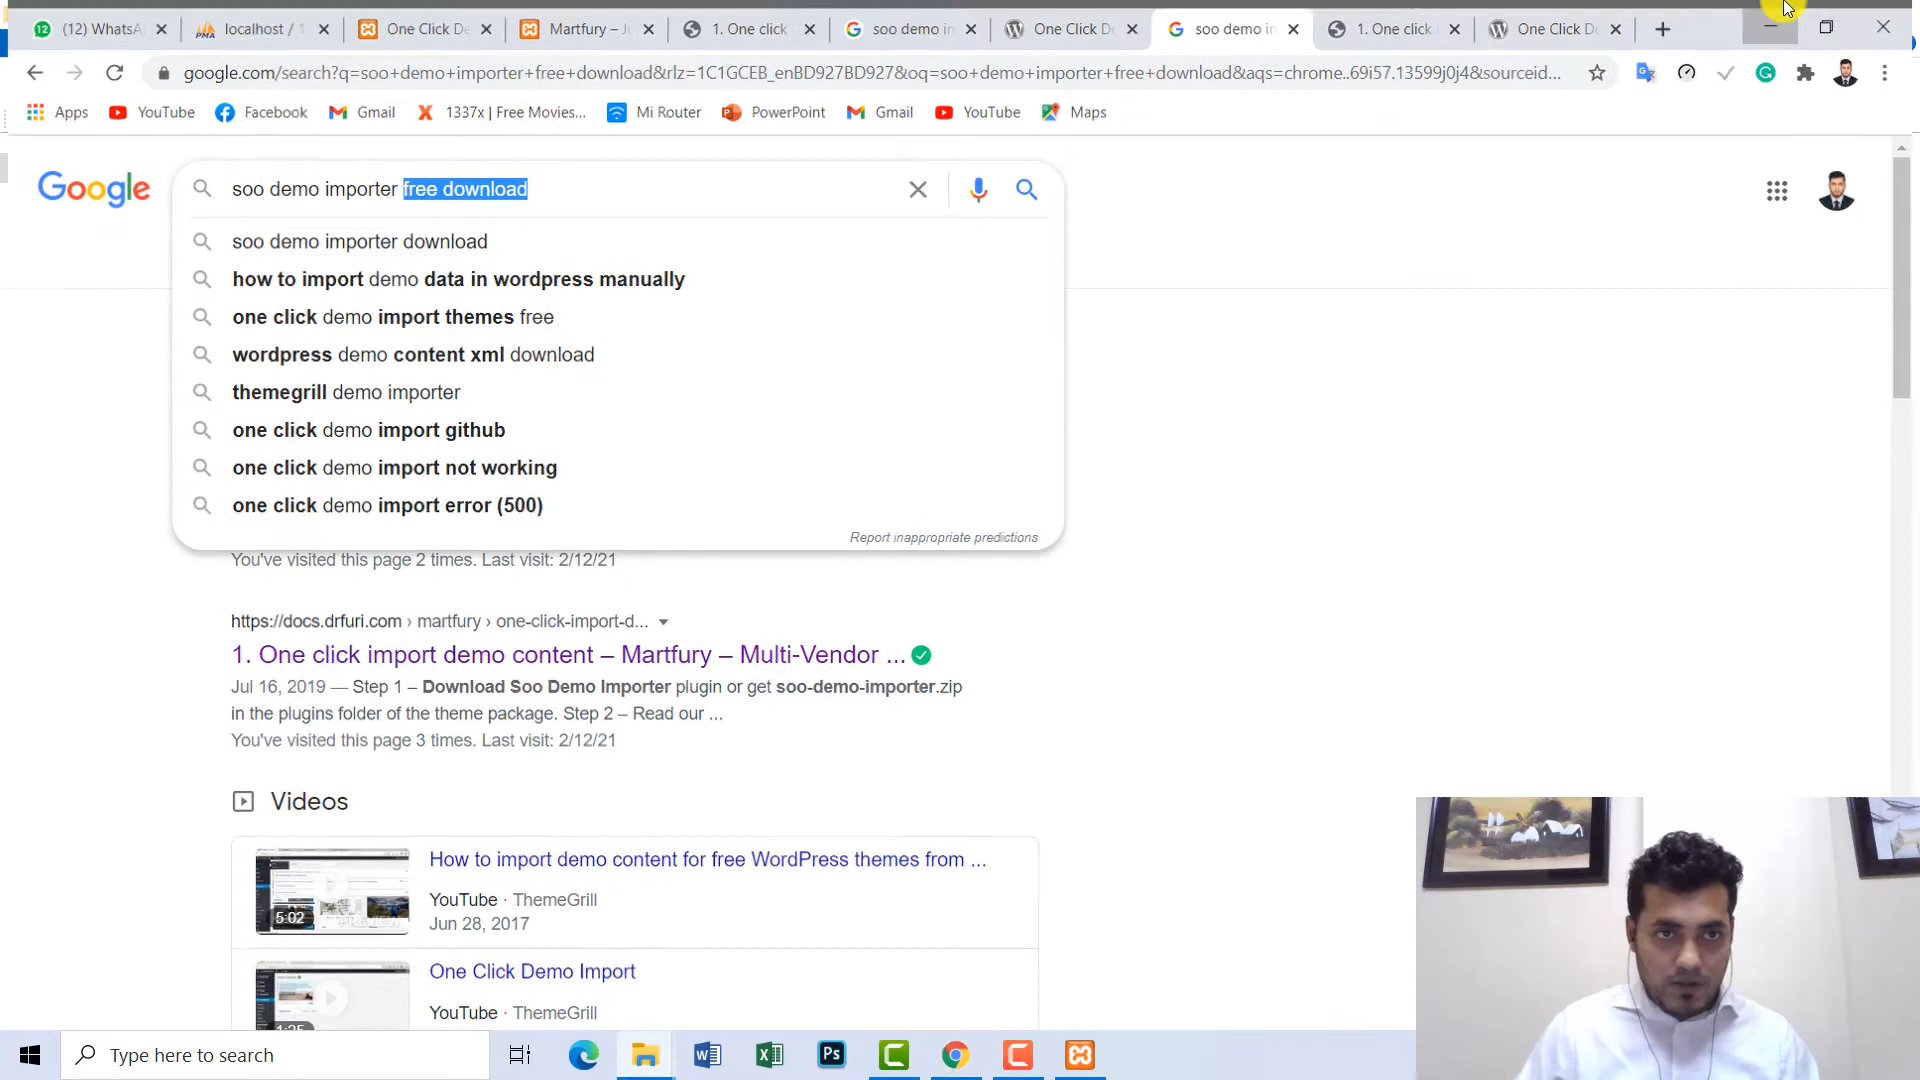 (12) WhatsA
localhost / 1
One Click De
Martfury – Ju
1. One click
soo demo in
One Click D
soo demo in
1. One click
One Click De
google.com/search?q=soo+demo+importer+free+download&rlz=1C1GCEB_enBD927BD927&oq=soo+demo+importer+free+download&aqs=chrome..69i57.13599j0j4&sourceid...
Apps
YouTube
Facebook
Gmail
1337x | Free Movies...
Mi Router
PowerPoint
Gmail
YouTube
Maps
Google
soo demo importer free download
soo demo importer download
how to import demo data in wordpress manually
one click demo import themes free
wordpress demo content xml download
themegrill demo importer
one click demo import github
one click demo import not working
one click demo import error (500)
Report inappropriate predictions
You've visited this page 2 times. Last visit: 2/12/21
https://docs.drfuri.com › martfury › one-click-import-d...
1. One click import demo content – Martfury – Multi-Vendor ...
Jul 16, 2019 — Step 1 – Download Soo Demo Importer plugin or get soo-demo-importer.zip
in the plugins folder of the theme package. Step 2 – Read our ...
You've visited this page 3 times. Last visit: 2/12/21
Videos
5:02
PREVIEW
How to import demo content for free WordPress themes from ...
YouTube · ThemeGrill
Jun 28, 2017
1:25
One Click Demo Import
YouTube · ThemeGrill
Type here to search